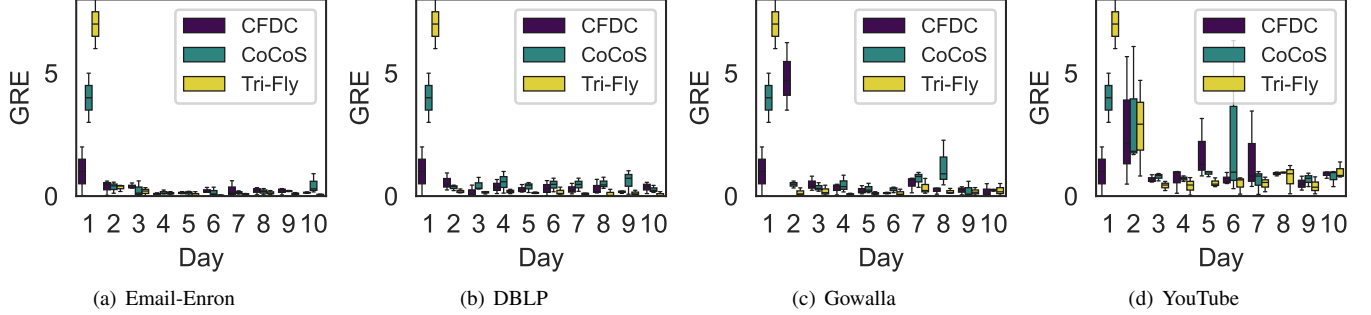 GRE
5
0
CFDC
CoCoS
Tri-Fly
1 2 3 4 5 6 7 8 9 10
Day
(a) Email-Enron
GRE
5
0
CFDC
CoCoS
Tri-Fly
1 2 3 4 5 6 7 8 9 10
Day
(b) DBLP
GRE
5
0
CFDC
CoCoS
Tri-Fly
1 2 3 4 5 6 7 8 9 10
Day
(c) Gowalla
GRE
5
0
CFDC
CoCoS
Tri-Fly
1 2 3 4 5 6 7 8 9 10
Day
(d) YouTube